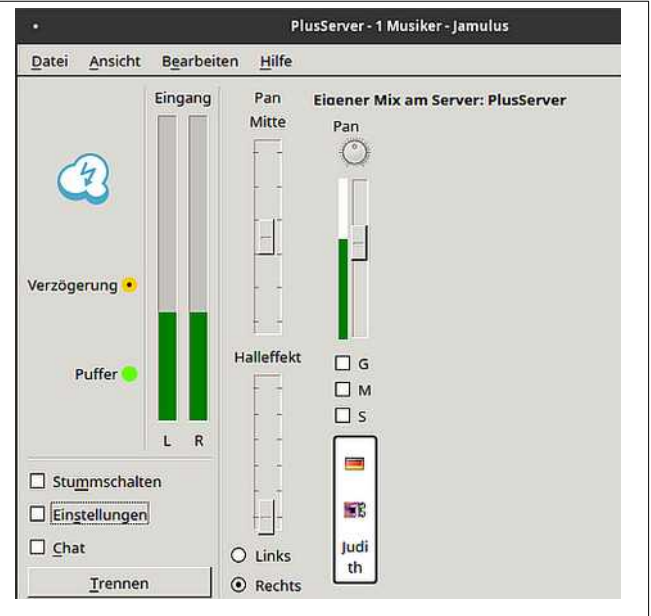 PlusServer - 1 Musiker - Jamulus
Datei Ansicht Bearbeiten Hilfe
Eingang
Pan
Mitte
Eigener Mix am Server: PlusServer
Pan
Verzögerung
Puffer
L R
Halleffekt
G
M
S
Stummschalten
Einstellungen
Chat
Trennen
Links
Rechts
Judi
th